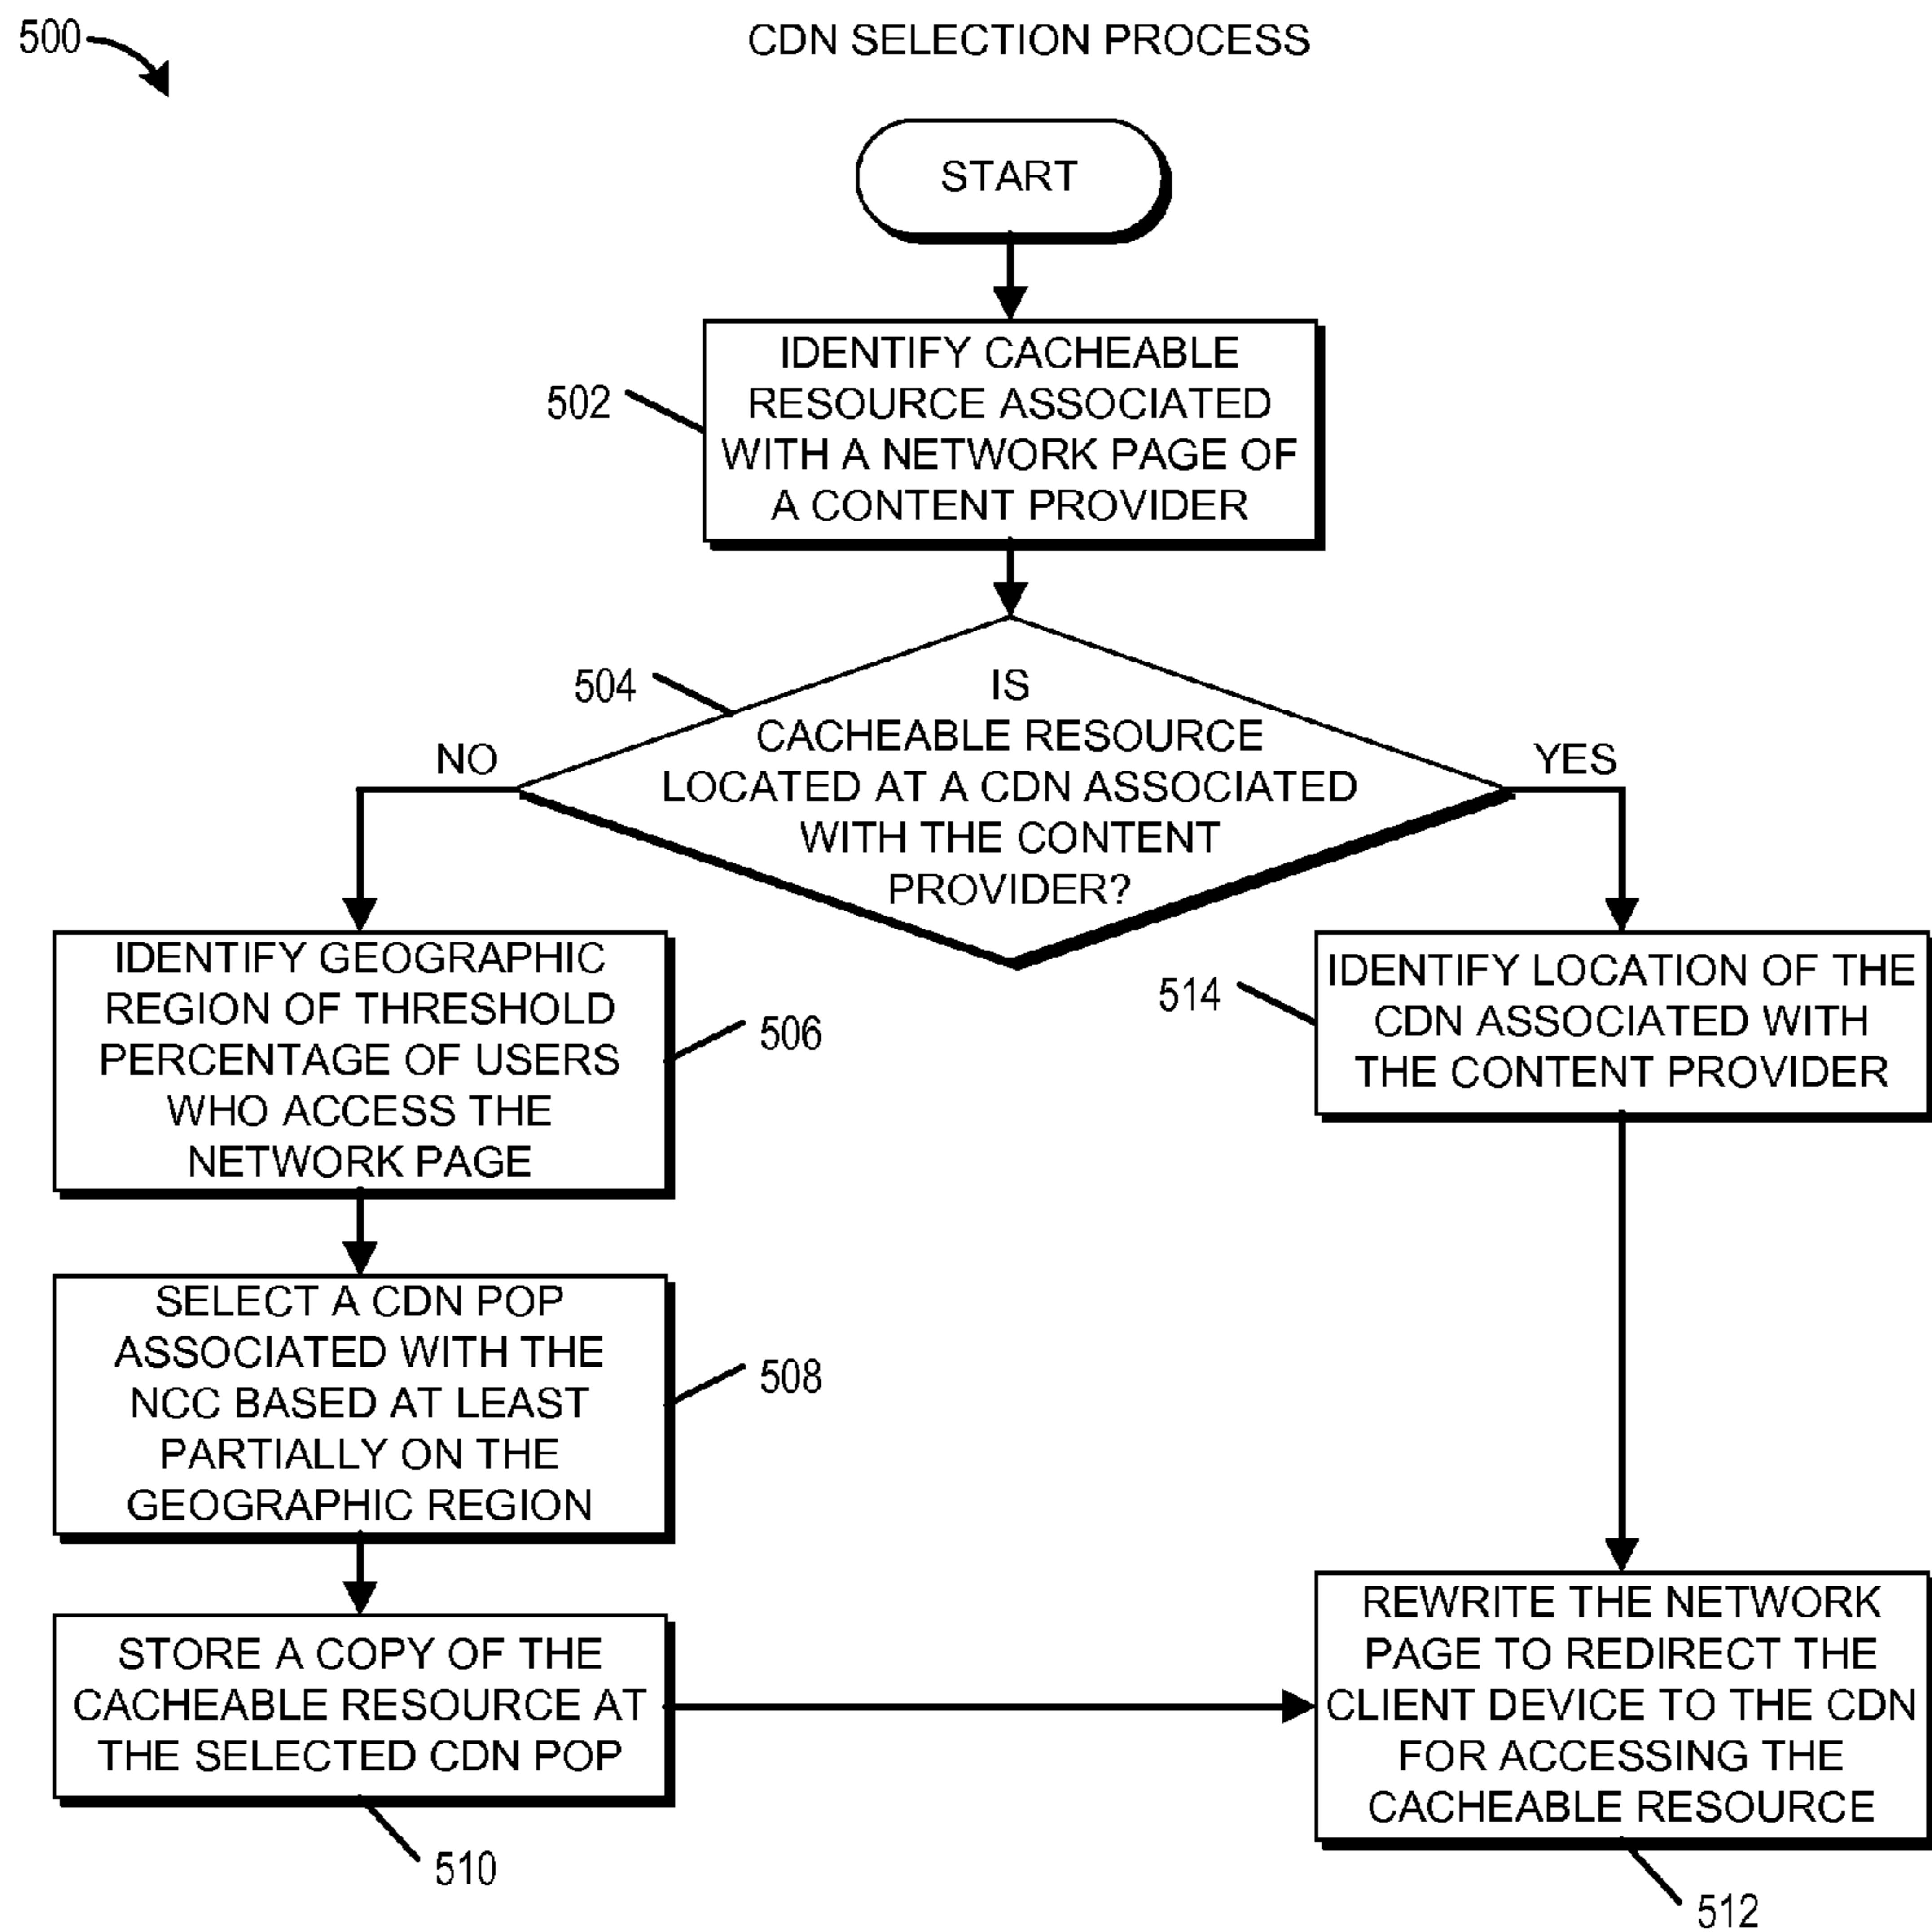 500
CDN SELECTION PROCESS
START
502
IDENTIFY CACHEABLE
RESOURCE ASSOCIATED
WITH A NETWORK PAGE OF
A CONTENT PROVIDER
504
IS
CACHEABLE RESOURCE
LOCATED AT A CDN ASSOCIATED
WITH THE CONTENT
PROVIDER?
NO
YES
IDENTIFY GEOGRAPHIC
REGION OF THRESHOLD
PERCENTAGE OF USERS
WHO ACCESS THE
NETWORK PAGE
506
514
IDENTIFY LOCATION OF THE
CDN ASSOCIATED WITH
THE CONTENT PROVIDER
SELECT A CDN POP
ASSOCIATED WITH THE
NCC BASED AT LEAST
PARTIALLY ON THE
GEOGRAPHIC REGION
508
STORE A COPY OF THE
CACHEABLE RESOURCE AT
THE SELECTED CDN POP
510
REWRITE THE NETWORK
PAGE TO REDIRECT THE
CLIENT DEVICE TO THE CDN
FOR ACCESSING THE
CACHEABLE RESOURCE
512